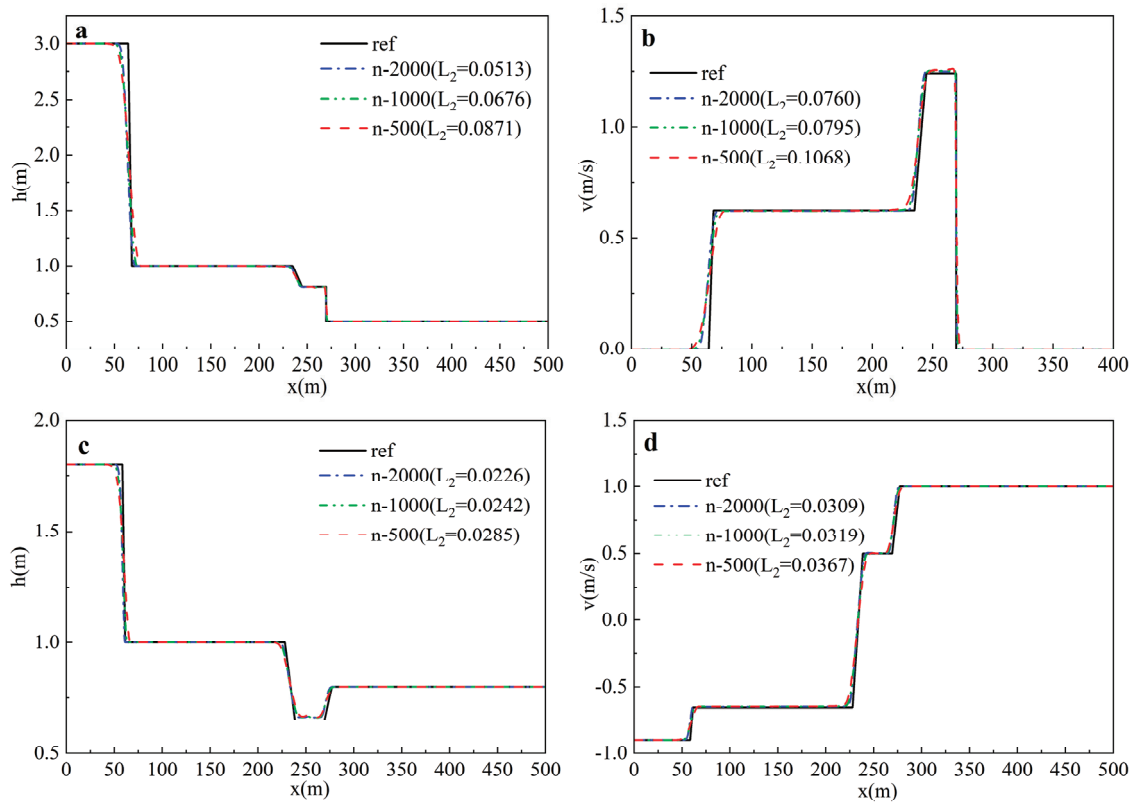 a
3.0
2.5
2.0
1.5
1.0
0.5
h(m)
ref
n-2000(L2=0.0513)
n-1000(L2=0.0676)
n-500(L2=0.0871)
0 50 100 150 200 250 300 350 400 450 500
x(m)
b
1.5
1.0
0.5
0.0
v(m/s)
ref
n-2000(L2=0.0760)
n-1000(L2=0.0795)
n-500(L2=0.1068)
0 50 100 150 200 250 300 350 400
x(m)
c
2.0
1.5
1.0
0.5
h(m)
ref
n-2000(L2=0.0226)
n-1000(L2=0.0242)
n-500(L2=0.0285)
0 50 100 150 200 250 300 350 400 450 500
x(m)
d
1.5
1.0
0.5
0.0
-0.5
-1.0
v(m/s)
ref
n-2000(L2=0.0309)
n-1000(L2=0.0319)
n-500(L2=0.0367)
0 50 100 150 200 250 300 350 400 450 500
x(m)